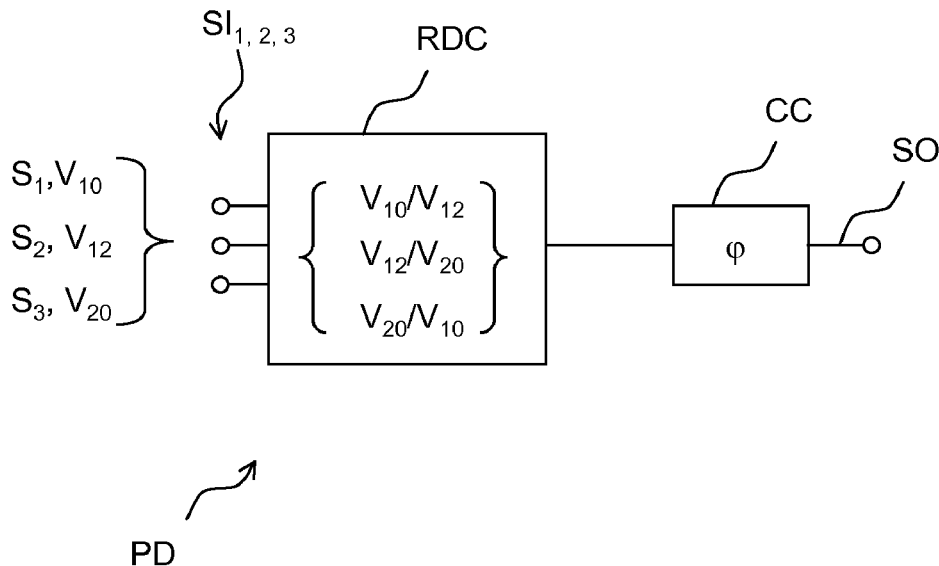 SI1, 2, 3
RDC
CC
SO
S1,V10
S2, V12
S3, V20
V10/V12
V12/V20
V20/V10
φ
PD